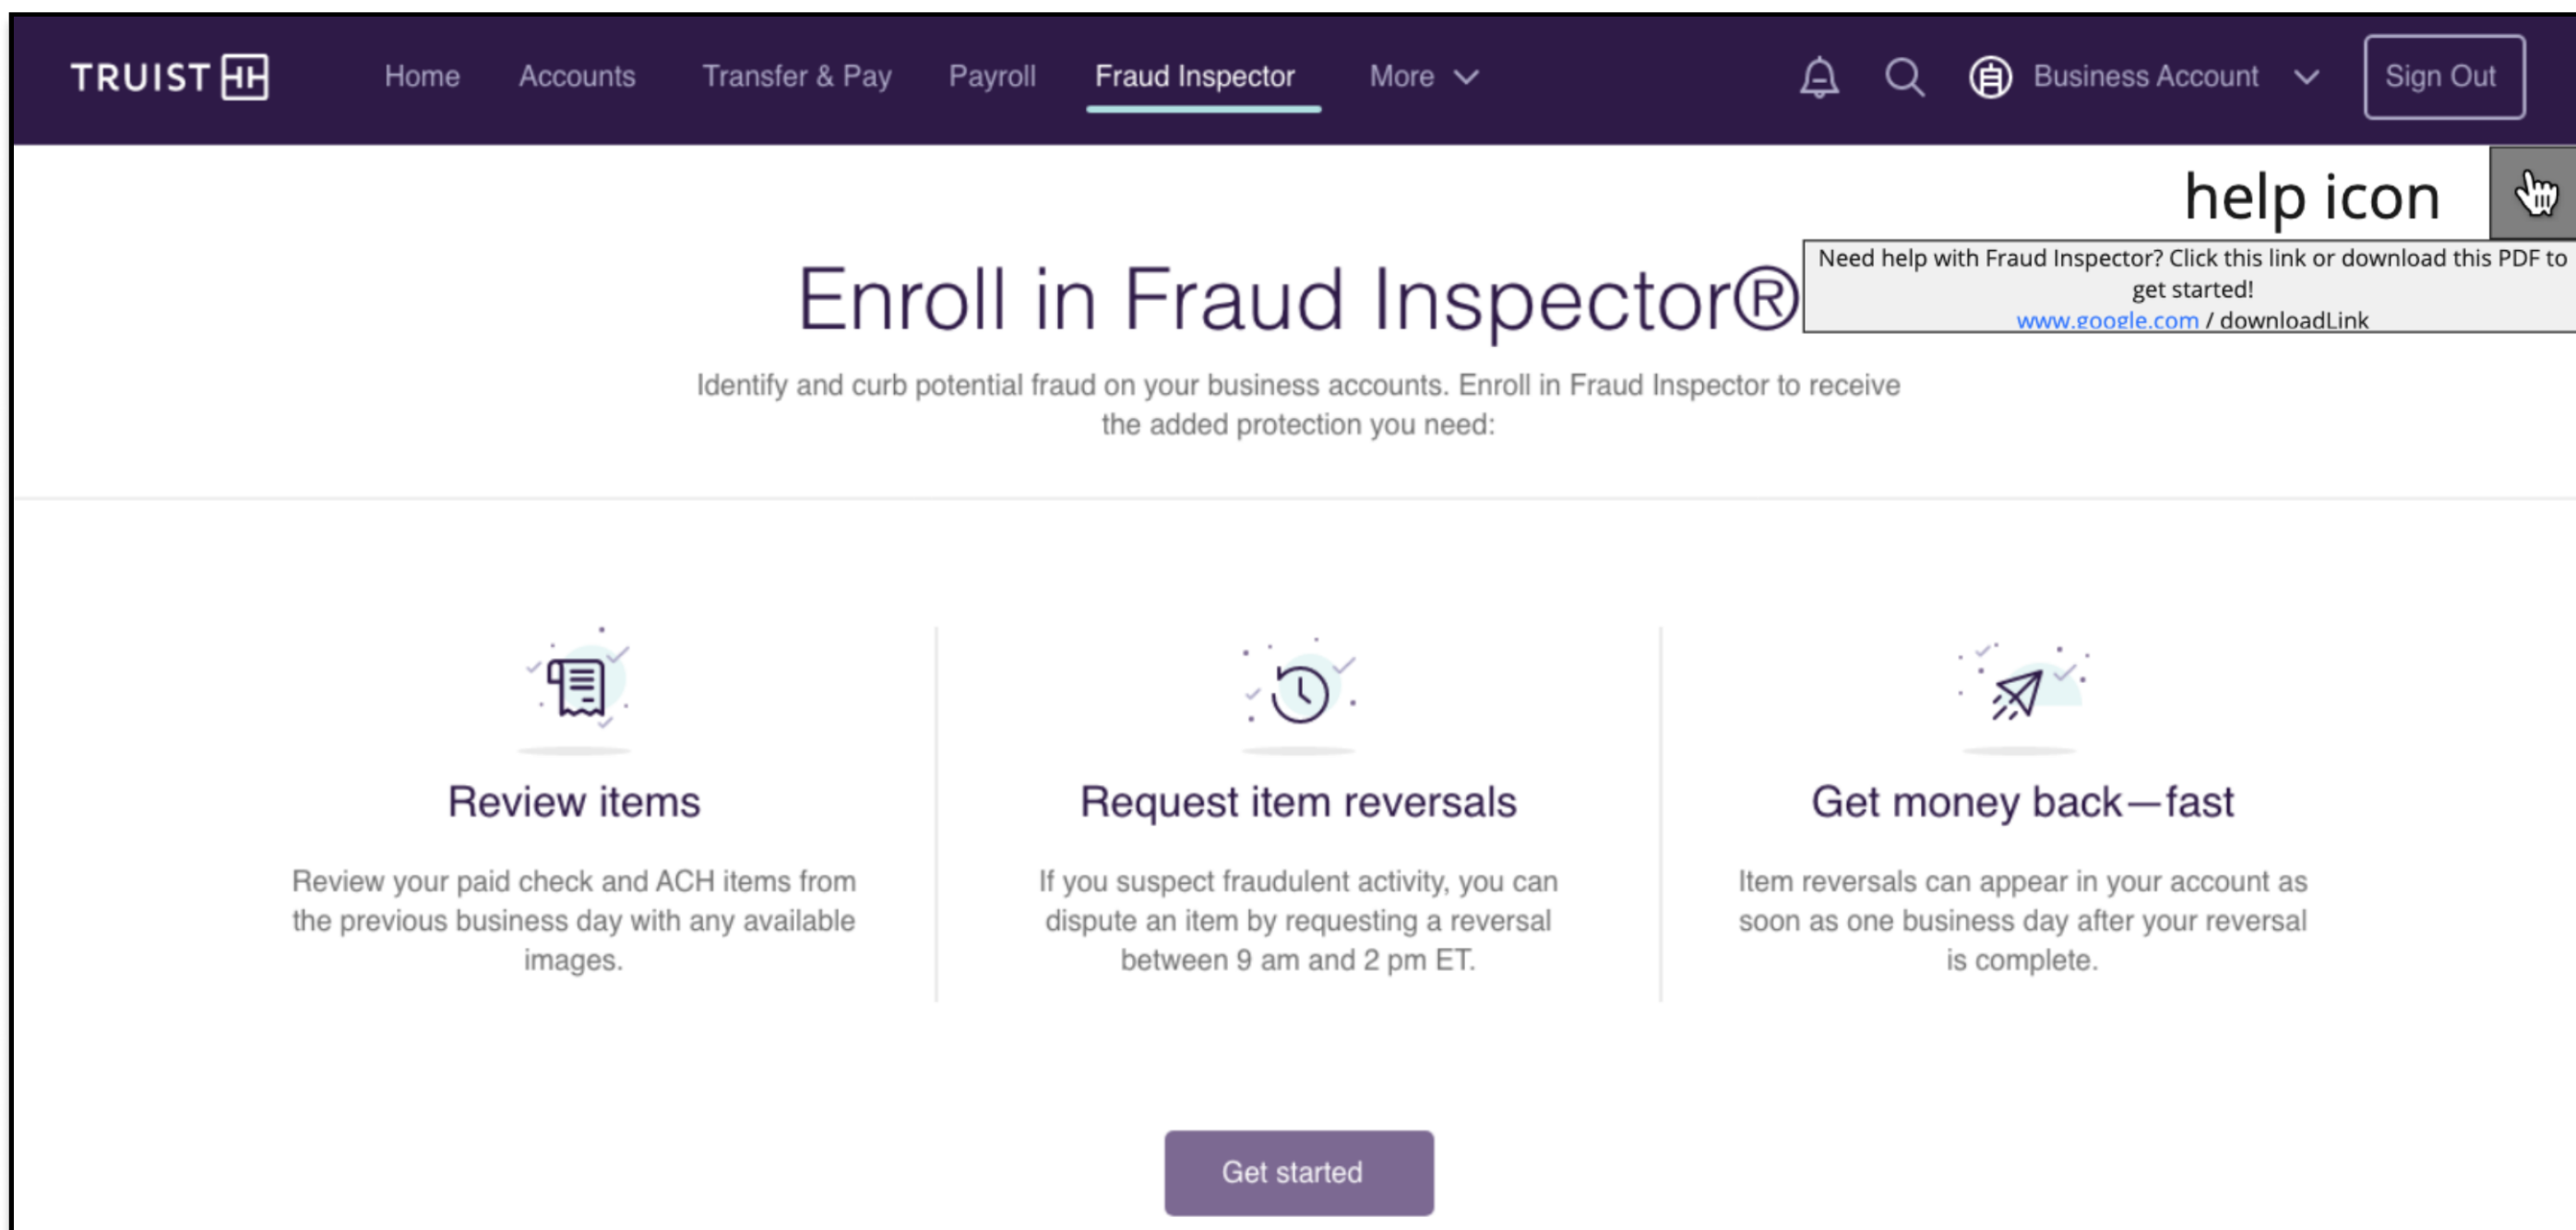 TRUIST
Home Accounts Transfer & Pay Payroll Fraud Inspector More Business Account Sign Out
help icon
Need help with Fraud Inspector? Click this link or download this PDF to
get started!
www.google.com / downloadLink
Enroll in Fraud Inspector®
Identify and curb potential fraud on your business accounts. Enroll in Fraud Inspector to receive
the added protection you need:
Review items
Review your paid check and ACH items from
the previous business day with any available
images.
Request item reversals
If you suspect fraudulent activity, you can
dispute an item by requesting a reversal
between 9 am and 2 pm ET.
Get money back—fast
Item reversals can appear in your account as
soon as one business day after your reversal
is complete.
Get started